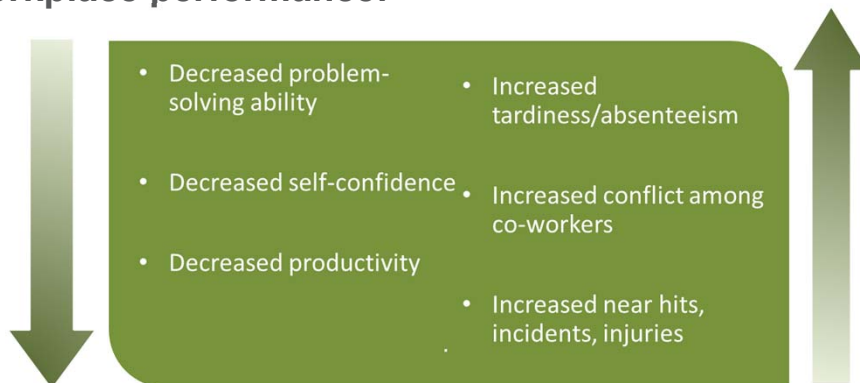 performance.
• Decreased problem-
solving ability
• Decreased self-confidence
• Decreased productivity
• Increased
tardiness/absenteeism
• Increased conflict among
co-workers
• Increased near hits,
incidents, injuries